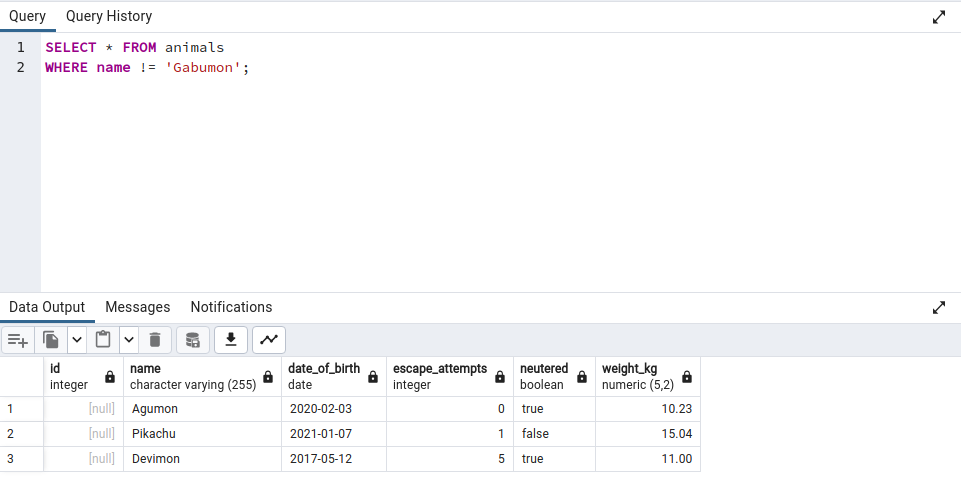 Query Query History
1 SELECT * FROM animals
2 WHERE name != 'Gabumon';
Data Output Messages Notifications
id name date_of_birth escape_attempts neutered weight_kg
integer character varying (255) date integer boolean numeric (5,2)
1 [null] Agumon 2020-02-03 0 true 10.23
2 [null] Pikachu 2021-01-07 1 false 15.04
3 [null] Devimon 2017-05-12 5 true 11.00